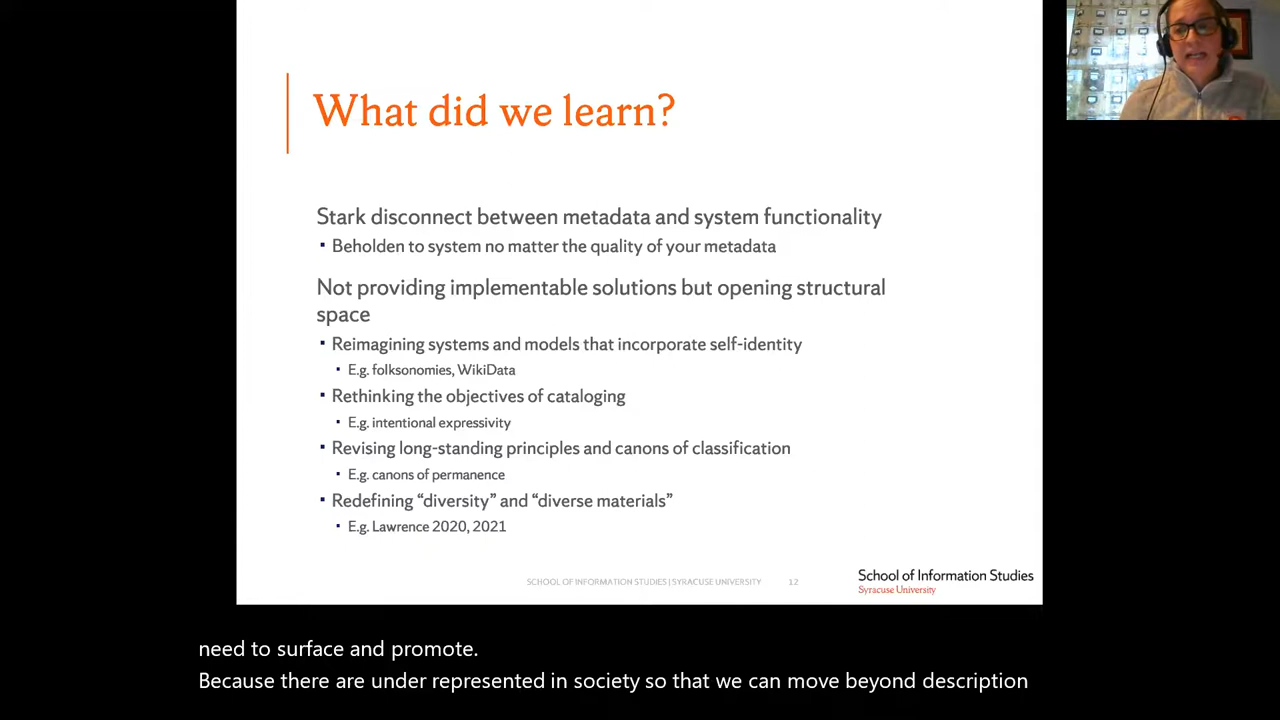 What did we learn?
Stark disconnect between metadata and system functionality
▪ Beholden to system no matter the quality of your metadata
Not providing implementable solutions but opening structural
space
▪ Reimagining systems and models that incorporate self-identity
▪ E.g. folksonomies, WikiData
▪ Rethinking the objectives of cataloging
▪ E.g. intentional expressivity
▪ Revising long-standing principles and canons of classification
▪ E.g. canons of permanence
▪ Redefining “diversity” and “diverse materials”
▪ E.g. Lawrence 2020, 2021
SCHOOL OF INFORMATION STUDIES | SYRACUSE UNIVERSITY 12
School of Information Studies
Syracuse University
need to surface and promote.
Because there are under represented in society so that we can move beyond description